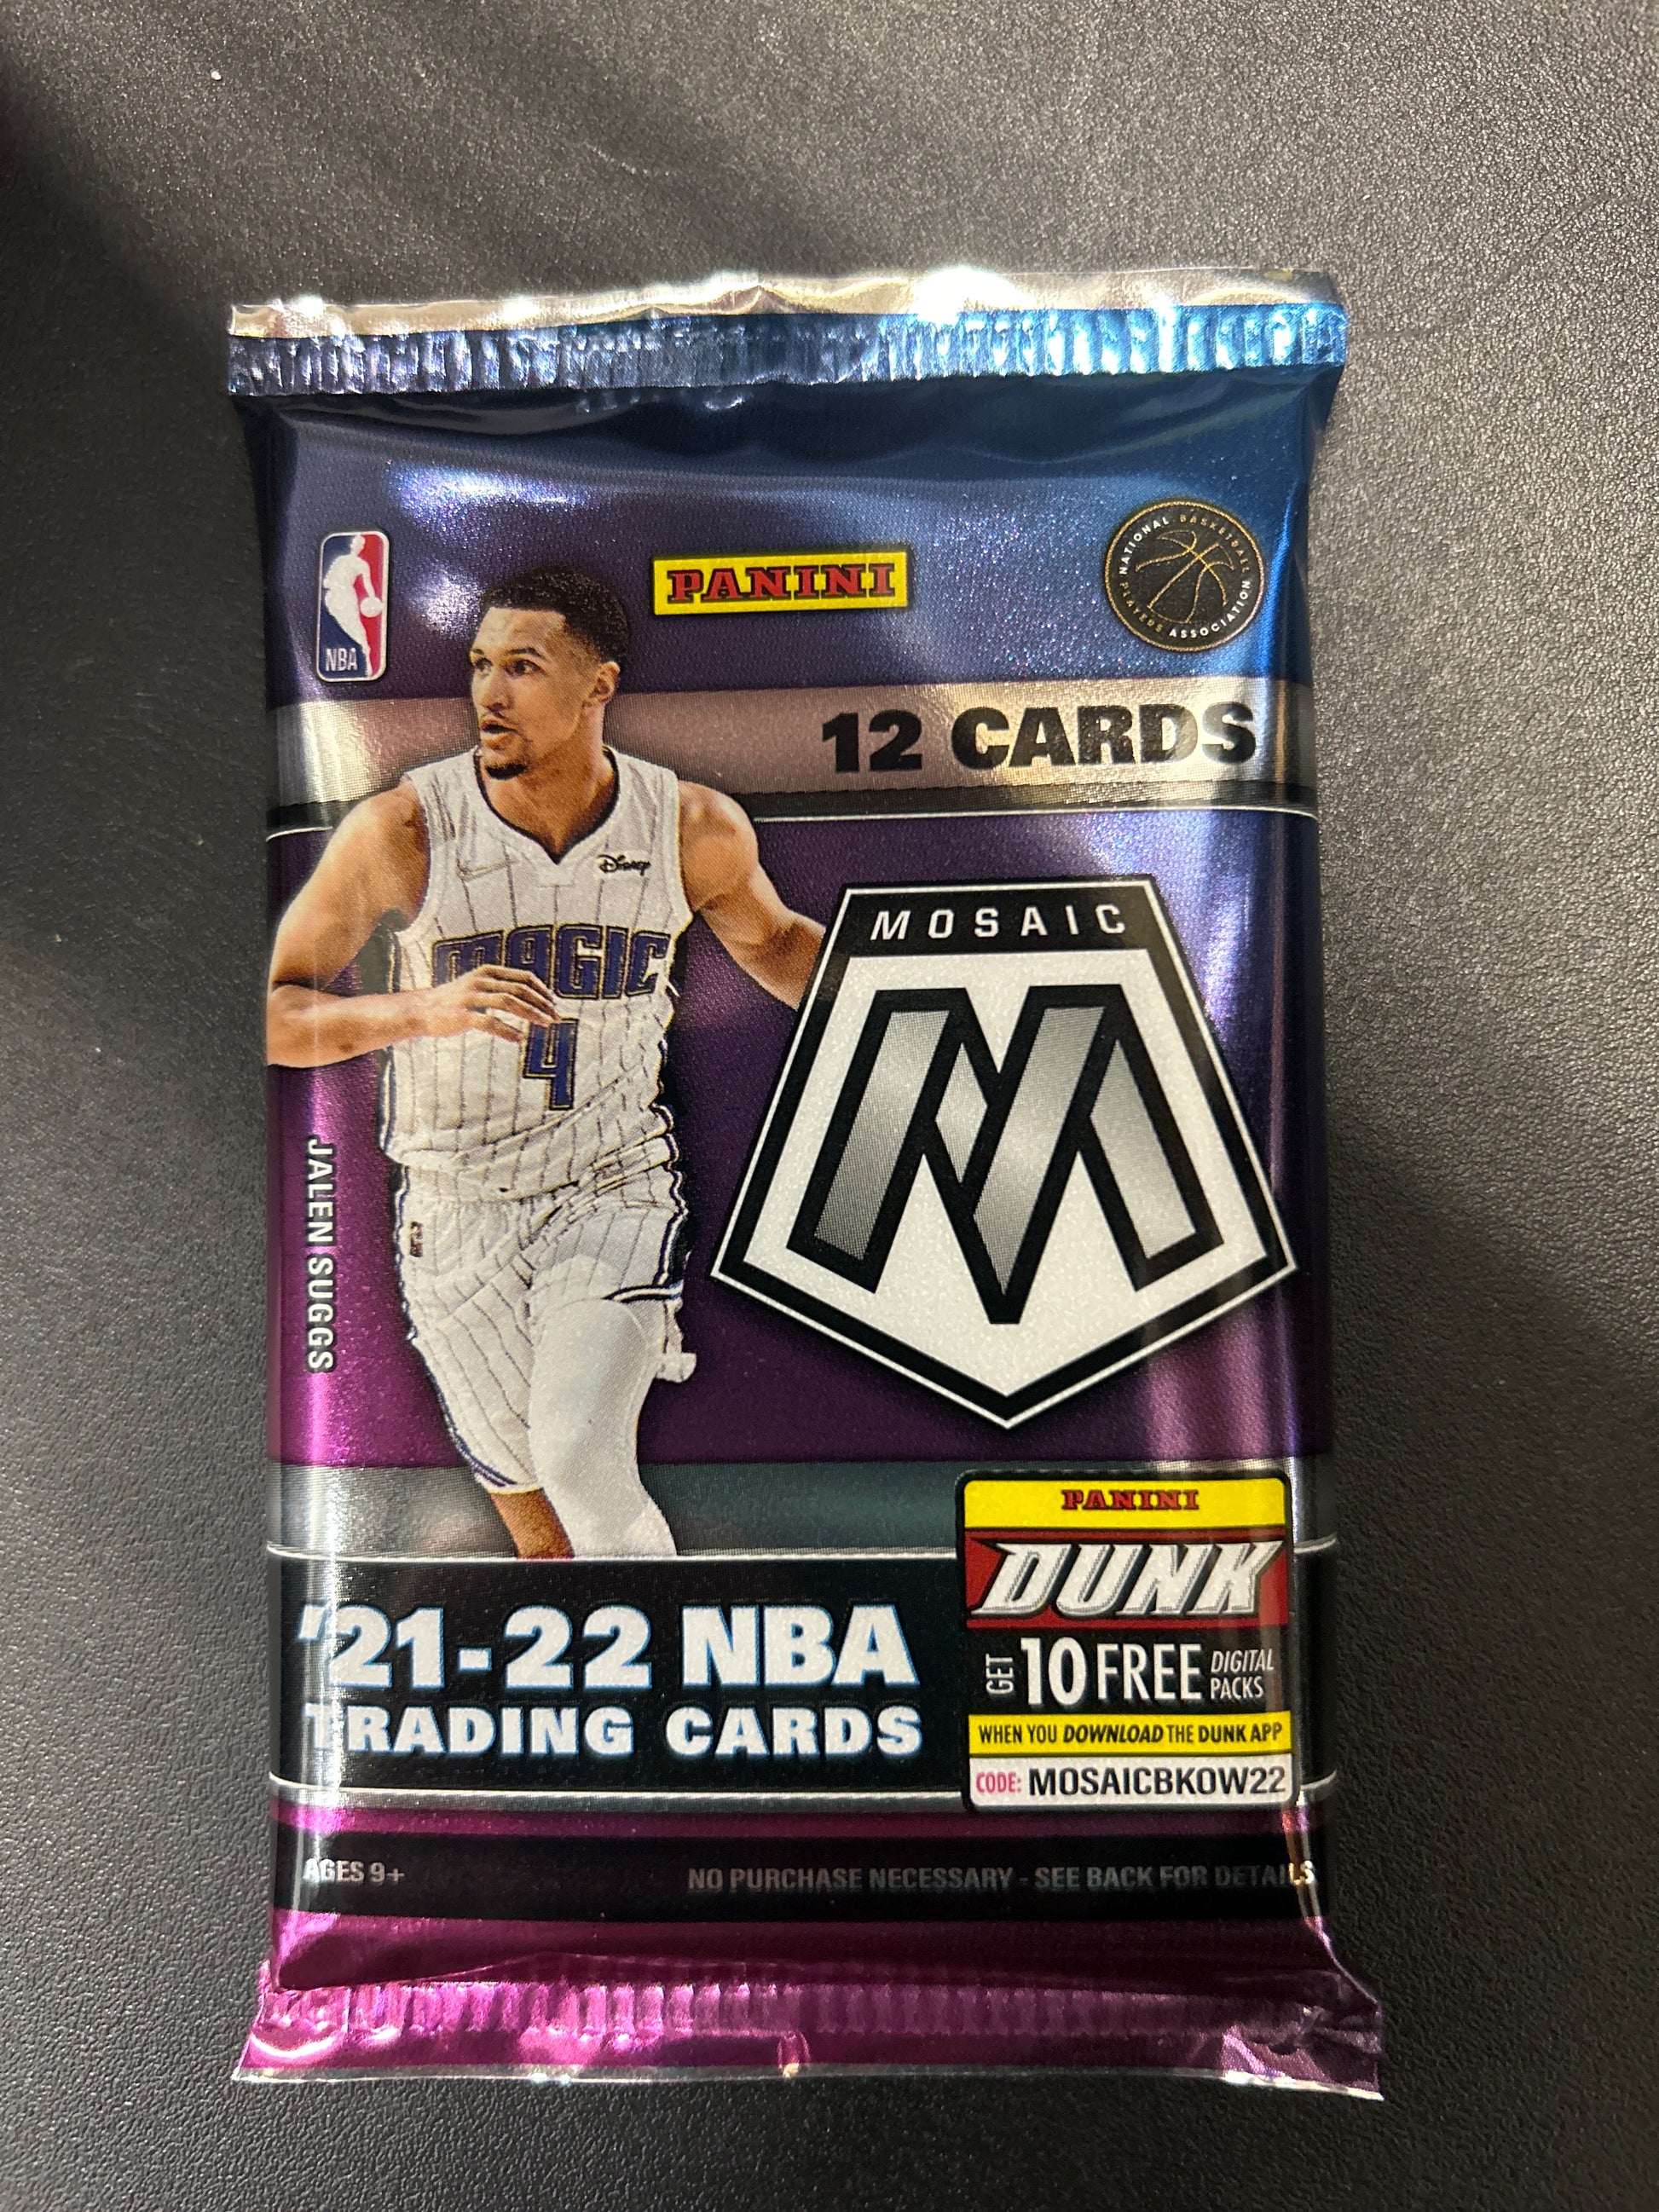 NBA
PANINI
NATIONAL BASKETBALL
PLAYERS ASSOCIATION
12 CARDS
Disney
MAGIC
4
MOSAIC
M
JALEN SUGGS
'21-22 NBA
TRADING CARDS
PANINI
DUNK
GET 10 FREE DIGITAL PACKS
WHEN YOU DOWNLOAD THE DUNK APP
CODE: MOSAICBKOW22
AGES 9+
NO PURCHASE NECESSARY - SEE BACK FOR DETAILS